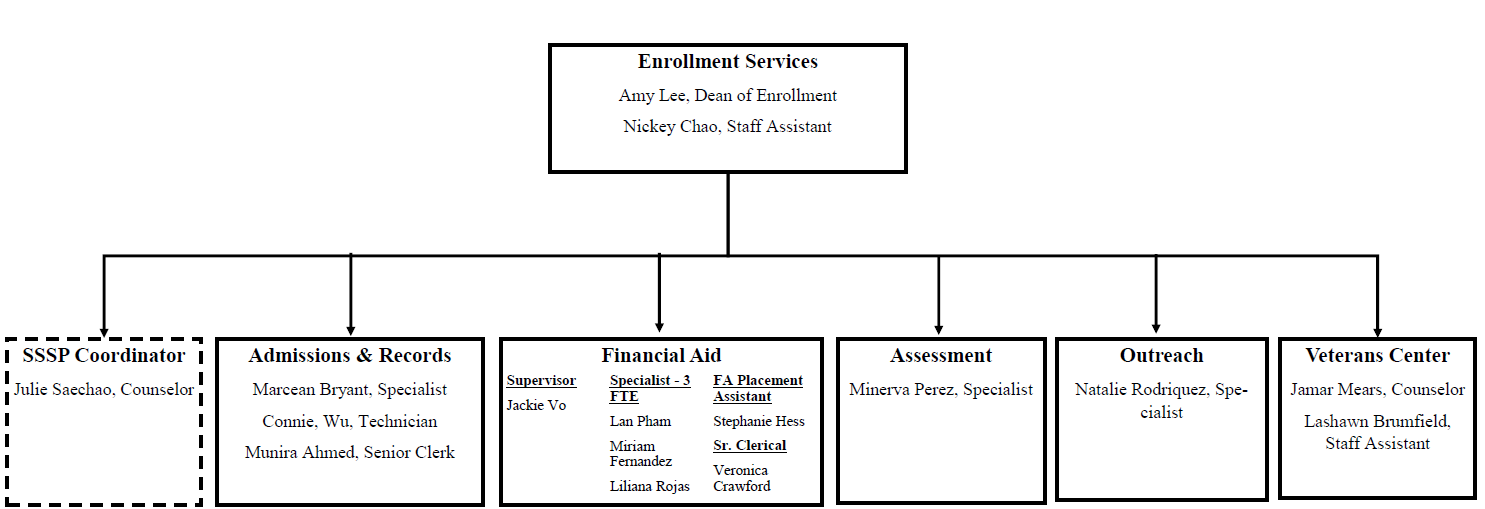 Enrollment Services
Amy Lee, Dean of Enrollment
Nickey Chao, Staff Assistant
SSSP Coordinator
Julie Saechao, Counselor
Admissions & Records
Marcean Bryant, Specialist
Connie, Wu, Technician
Munira Ahmed, Senior Clerk
Financial Aid
Supervisor
Jackie Vo
Specialist - 3
FTE
Lan Pham
Miriam
Fernandez
Liliana Rojas
FA Placement
Assistant
Stephanie Hess
Sr. Clerical
Veronica
Crawford
Assessment
Minerva Perez, Specialist
Outreach
Natalie Rodriquez, Spe-
cialist
Veterans Center
Jamar Mears, Counselor
Lashawn Brumfield,
Staff Assistant